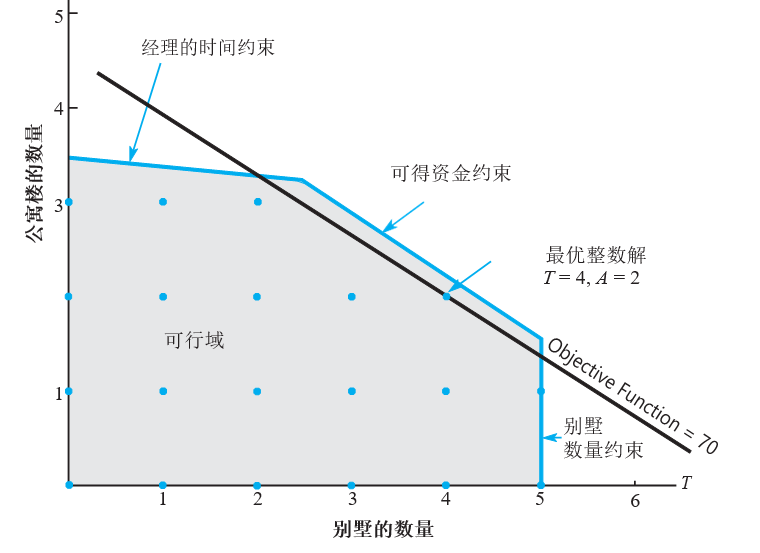 5
经理的时间约束
4
可得资金约束
公寓楼的数量
3
最优整数解
T = 4, A = 2
可行域
Objective Function = 70
1
别墅
数量约束
T
1 2 3 4 5 6
别墅的数量